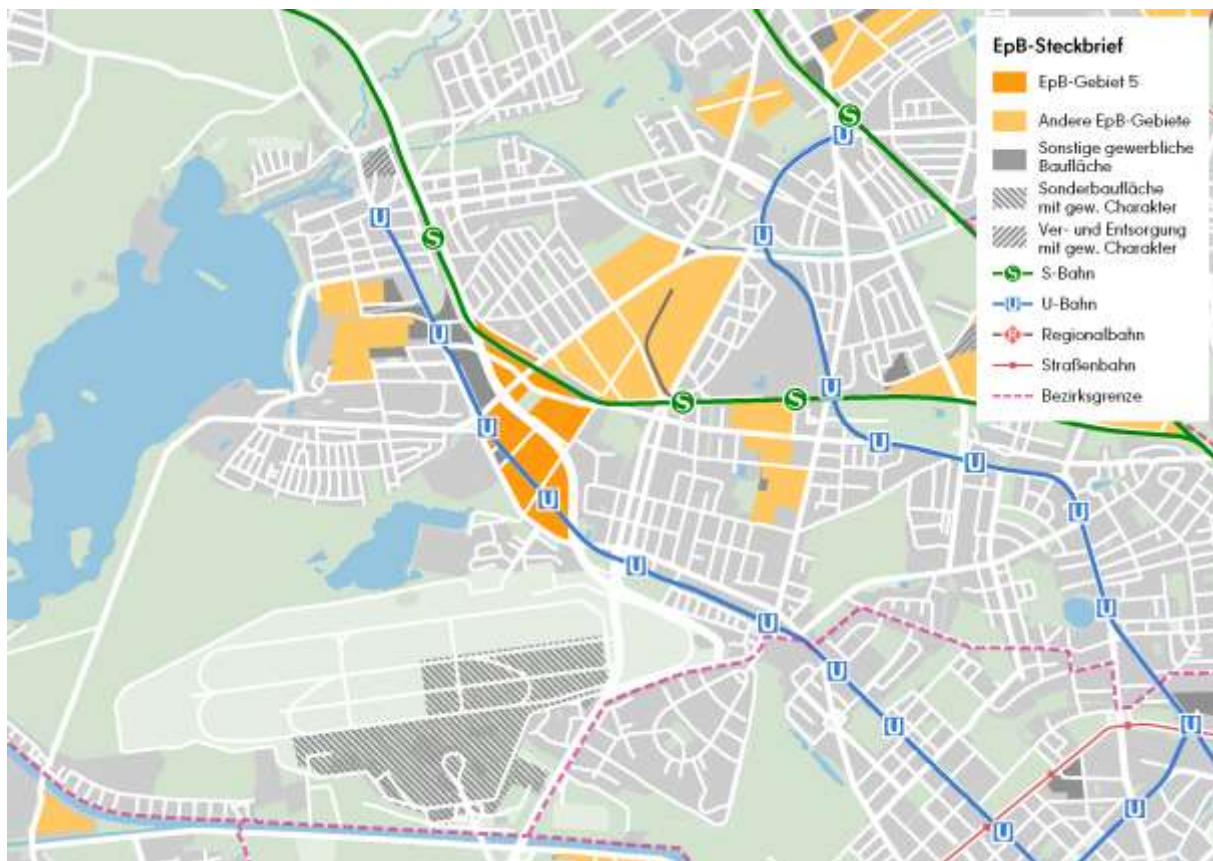 EpB-Steckbrief
EpB-Gebiet 5
Andere EpB-Gebiete
Sonstige gewerbliche
Baufläche
Sonderbaufläche
mit gew. Charakter
Ver- und Entsorgung
mit gew. Charakter
S S-Bahn
U U-Bahn
R Regionalbahn
Straßenbahn
Bezirksgrenze
S
U
U
S
U
U
U
S
S
U
U
U
U
U
U
U
U
U
U
U
U
U
U